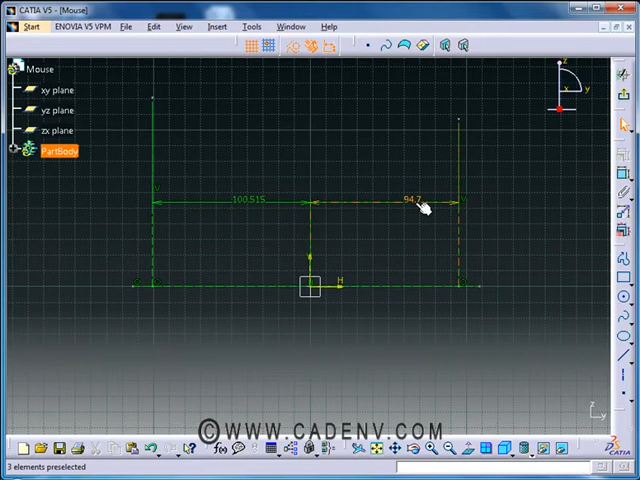 CATIA V5 - [Mouse]
Start ENOVIA V5 VPM File Edit View Insert Tools Window Help
Mouse
xy plane
yz plane
zx plane
PartBody
z
x y
V
100.515
94.7
V
V
H
z
y
©WWW.CADENV.COM
f(x)
CATIA
3 elements preselected